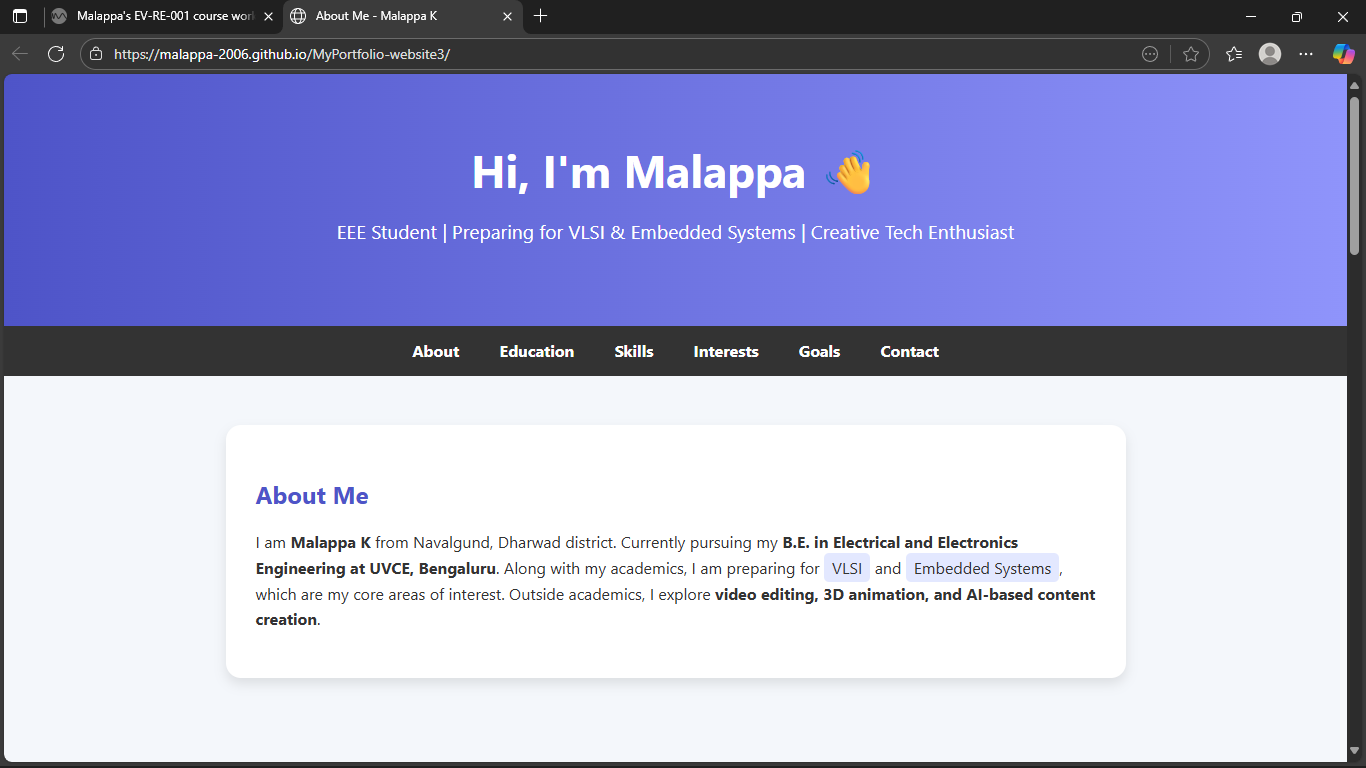 Malappa's EV-RE-001 course wor
About Me - Malappa K
https://malappa-2006.github.io/MyPortfolio-website3/
Hi, I'm Malappa 👋
EEE Student | Preparing for VLSI & Embedded Systems | Creative Tech Enthusiast
About Education Skills Interests Goals Contact
About Me
I am Malappa K from Navalgund, Dharwad district. Currently pursuing my B.E. in Electrical and Electronics
Engineering at UVCE, Bengaluru. Along with my academics, I am preparing for VLSI and Embedded Systems,
which are my core areas of interest. Outside academics, I explore video editing, 3D animation, and AI-based content
creation.